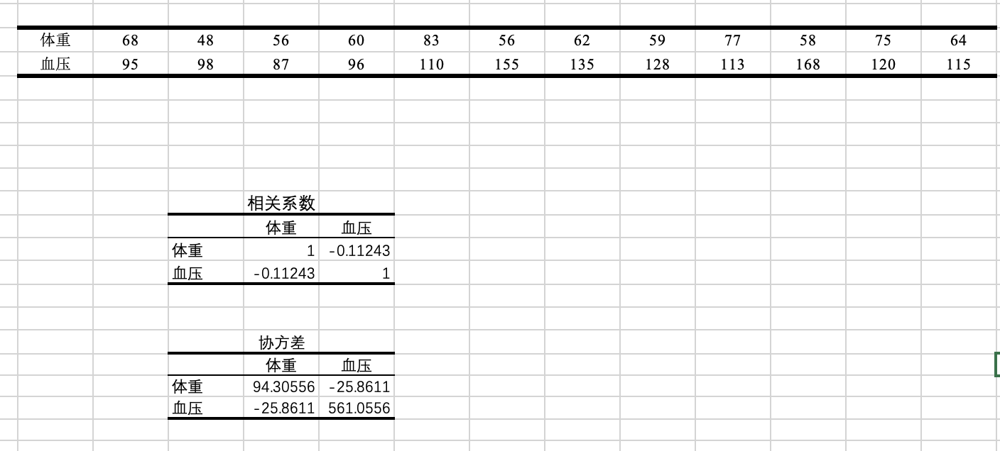 体重 68 48 56 60 83 56 62 59 77 58 75 64
血压 95 98 87 96 110 155 135 128 113 168 120 115
相关系数
体重 血压
体重 1 -0.11243
血压 -0.11243 1
协方差
体重 血压
体重 94.30556 -25.8611
血压 -25.8611 561.0556